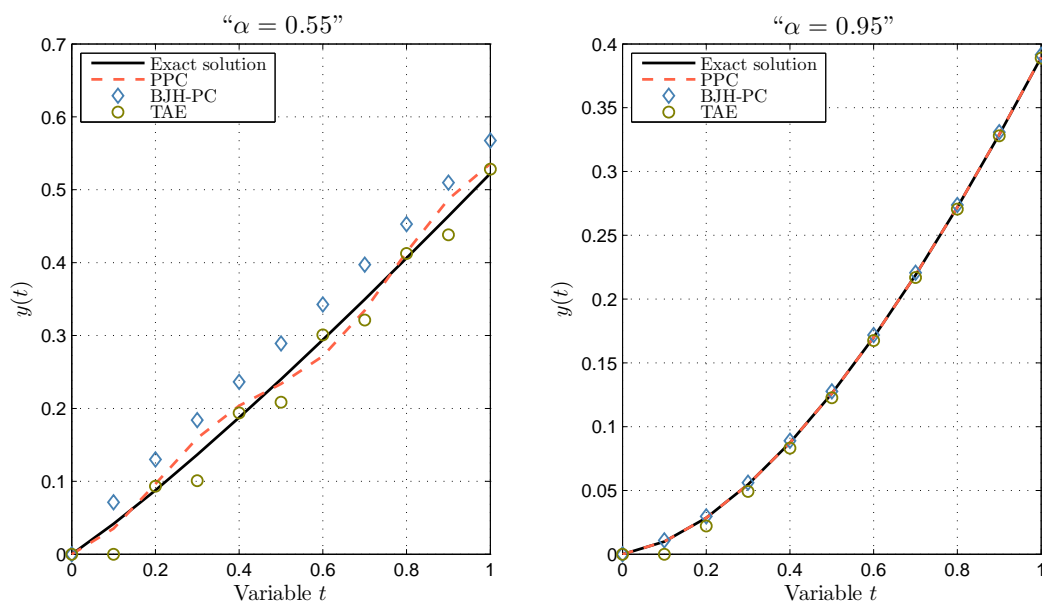 “α = 0.55”
0.7
0.6
0.5
0.4
0.3
0.2
0.1
0
y(t)
Exact solution
PPC
BJH-PC
TAE
0
0.2
0.4
0.6
0.8
1
Variable t
“α = 0.95”
0.4
0.35
0.3
0.25
0.2
0.15
0.1
0.05
0
y(t)
Exact solution
PPC
BJH-PC
TAE
0
0.2
0.4
0.6
0.8
1
Variable t